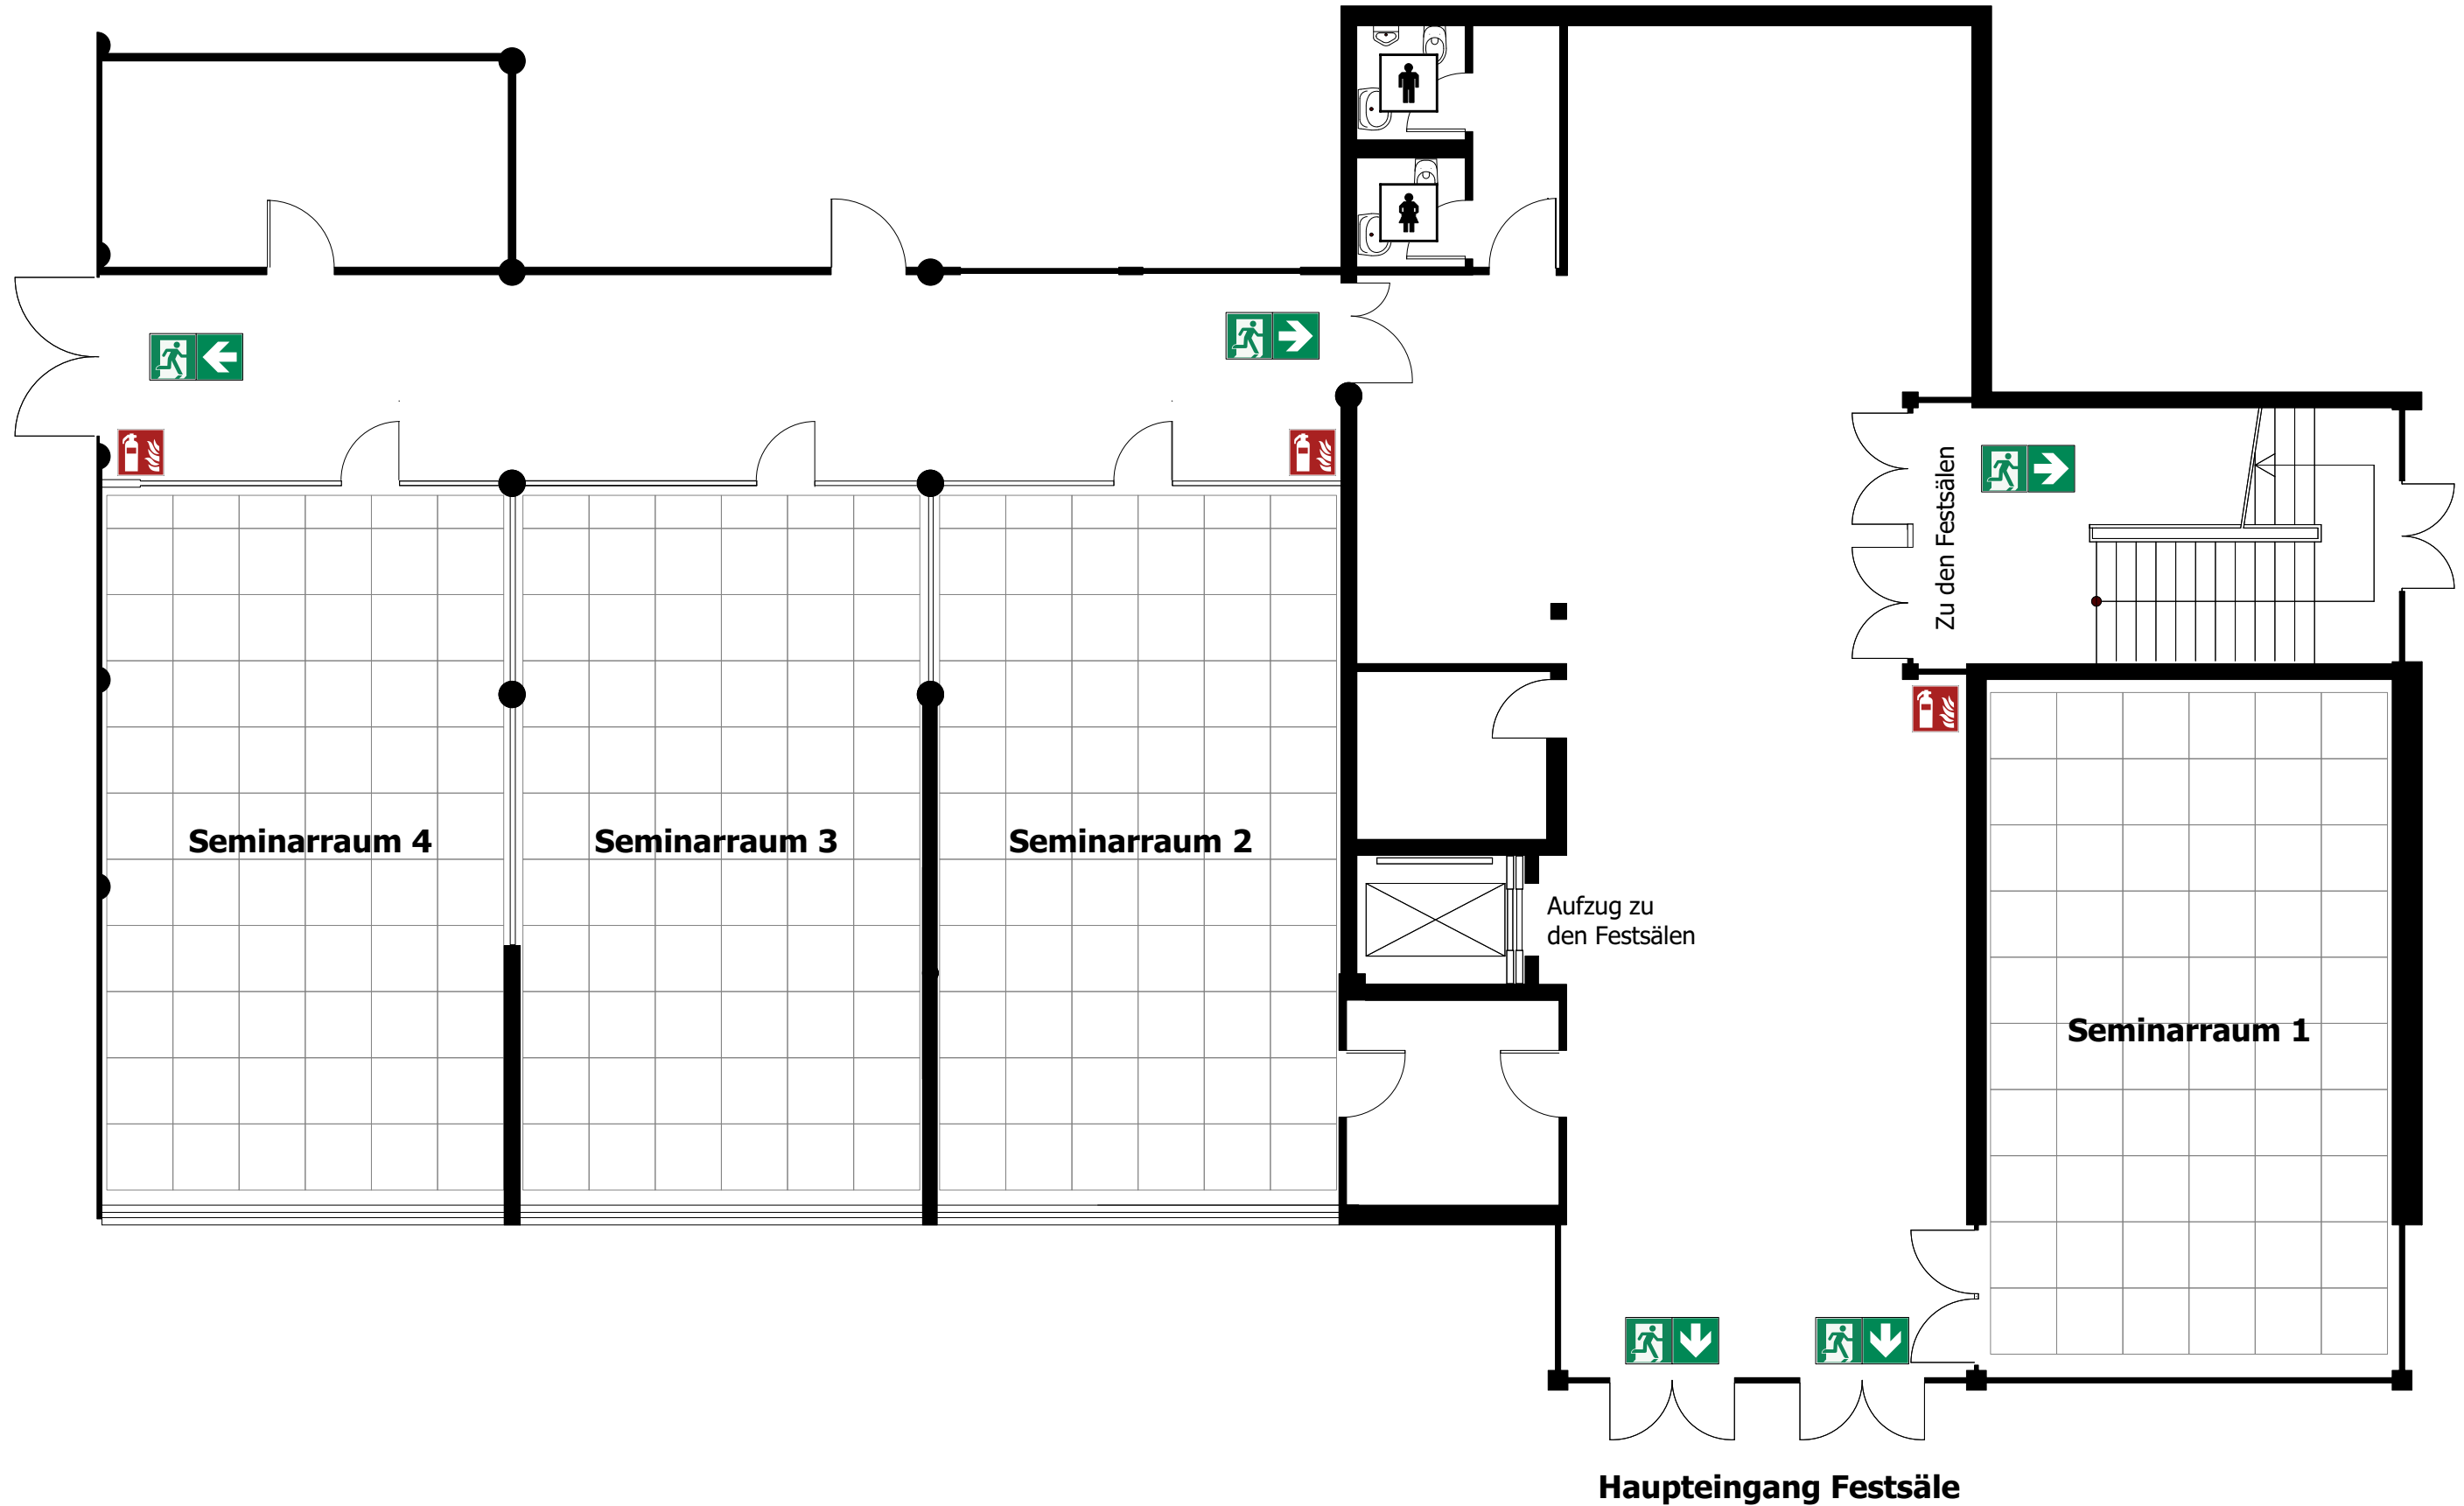 Zu den Festsälen
Seminarraum 4
Seminarraum 3
Seminarraum 2
Aufzug zu
den Festsälen
Seminarraum 1
Haupteingang Festsäle